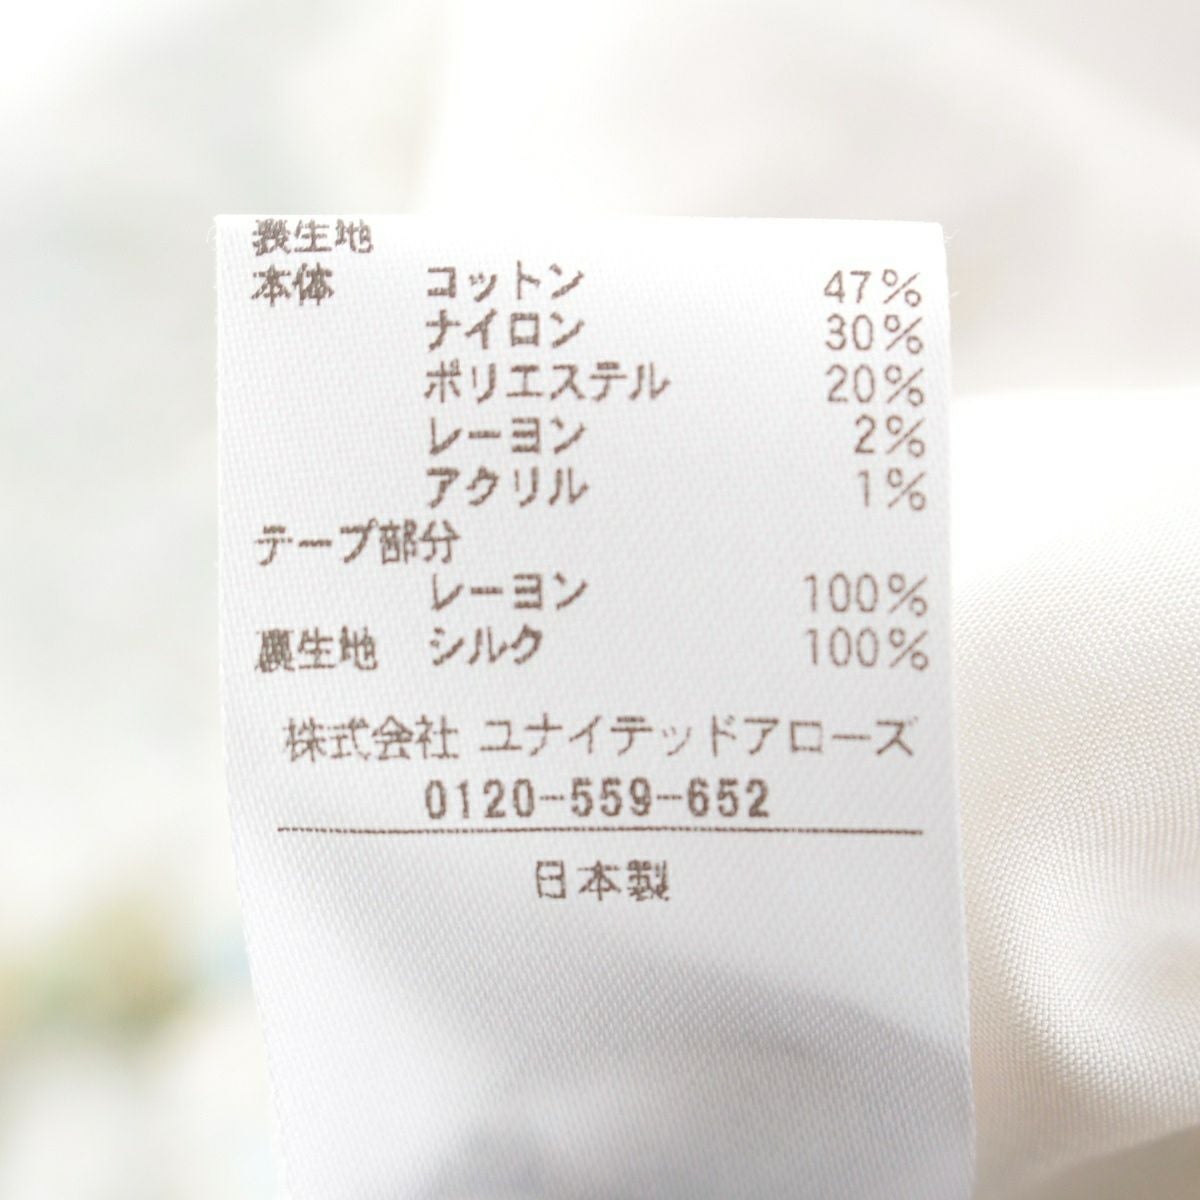 表生地
本体 コットン 47%
ナイロン 30%
ポリエステル 20%
レーヨン 2%
アクリル 1%
テープ部分
レーヨン 100%
裏生地 シルク 100%
株式会社 ユナイテッドアローズ
0120-559-652
日本製